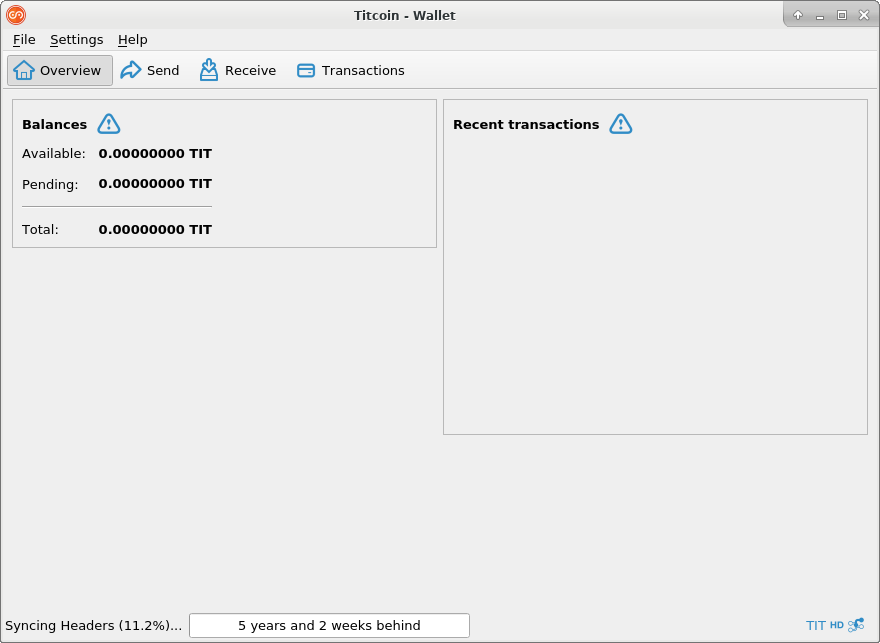 Titcoin - Wallet
File Settings Help
Overview Send Receive Transactions
Balances
Available: 0.00000000 TIT
Pending: 0.00000000 TIT
Total: 0.00000000 TIT
Recent transactions
Syncing Headers (11.2%)... 5 years and 2 weeks behind TIT HD